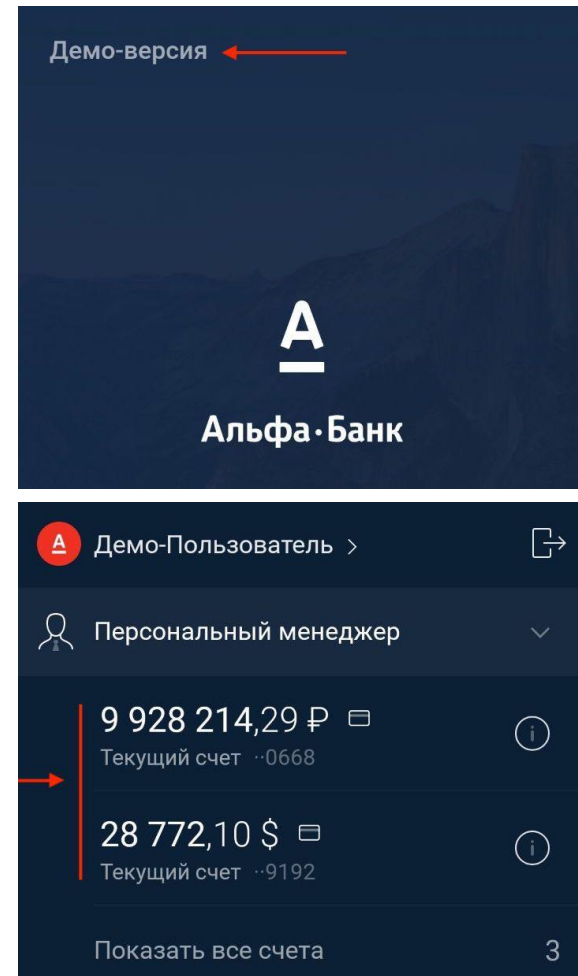 Демо-версия
А
Альфа·Банк
А
Демо-Пользователь >
Персональный менеджер
9 928 214,29 ₽
Текущий счет ··0668
28 772,10 $
Текущий счет ··9192
Показать все счета 3